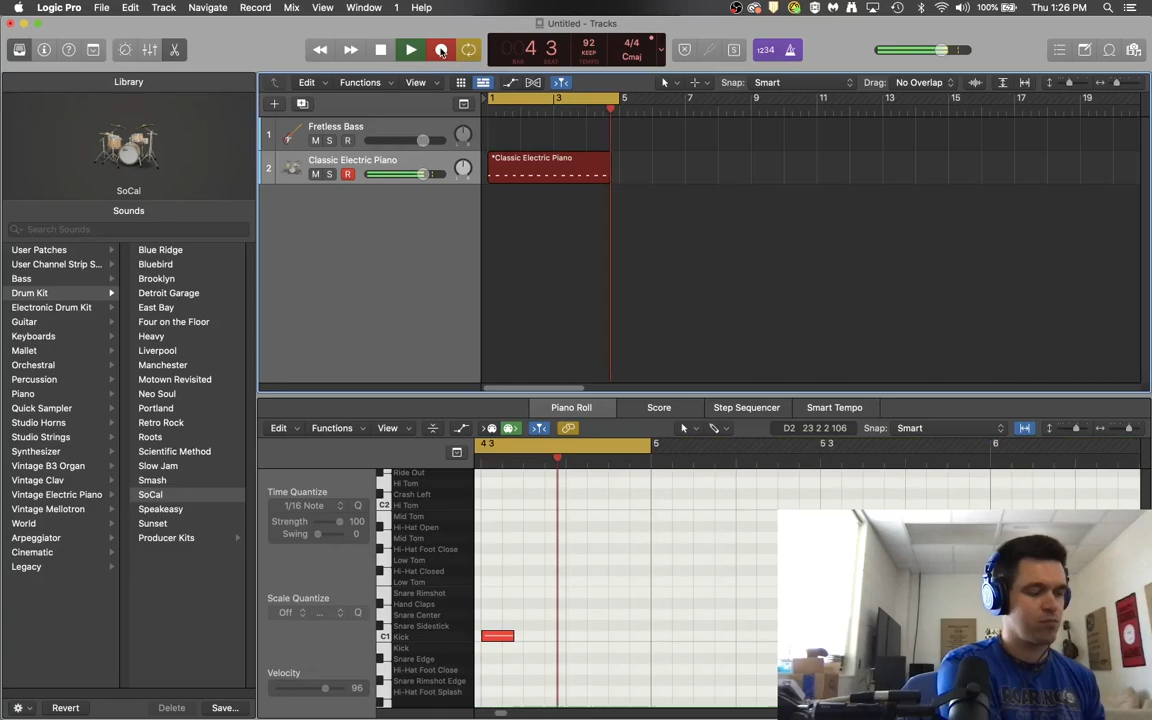 Logic Pro File Edit Track Navigate Record Mix View Window 1 Help 100% Thu 1:26 PM
Untitled - Tracks
4 3 92 KEEP TEMPO 4/4 Cmaj
BAR BEAT
S 1234
Library
Edit Functions View Snap: Smart Drag: No Overlap
1 3 5 7 9 11 13 15 17 19
1 Fretless Bass
M S R
2 Classic Electric Piano
M S R
*Classic Electric Piano
SoCal
Sounds
Search Sounds
User Patches
User Channel Strip S...
Bass
Drum Kit
Electronic Drum Kit
Guitar
Keyboards
Mallet
Orchestral
Percussion
Piano
Quick Sampler
Studio Horns
Studio Strings
Synthesizer
Vintage B3 Organ
Vintage Clav
Vintage Electric Piano
Vintage Mellotron
World
Arpeggiator
Cinematic
Legacy
Blue Ridge
Bluebird
Brooklyn
Detroit Garage
East Bay
Four on the Floor
Heavy
Liverpool
Manchester
Motown Revisited
Neo Soul
Portland
Retro Rock
Roots
Scientific Method
Slow Jam
Smash
SoCal
Speakeasy
Sunset
Producer Kits
Revert Delete Save...
Piano Roll Score Step Sequencer Smart Tempo
Edit Functions View D2 23 2 2 106 Snap: Smart
4 3 5 5 3 6
Time Quantize
1/16 Note Q
Strength 100
Swing 0
Scale Quantize
Off ... Q
Velocity
96
Ride Out
Hi Tom
Crash Left
C2 Hi Tom
Mid Tom
Hi-Hat Open
Mid Tom
Hi-Hat Foot Close
Low Tom
Hi-Hat Closed
Low Tom
Snare Rimshot
Hand Claps
Snare Center
Snare Sidestick
C1 Kick
Kick
Snare Edge
Hi-Hat Foot Close
Snare Rimshot Edge
Hi-Hat Foot Splash